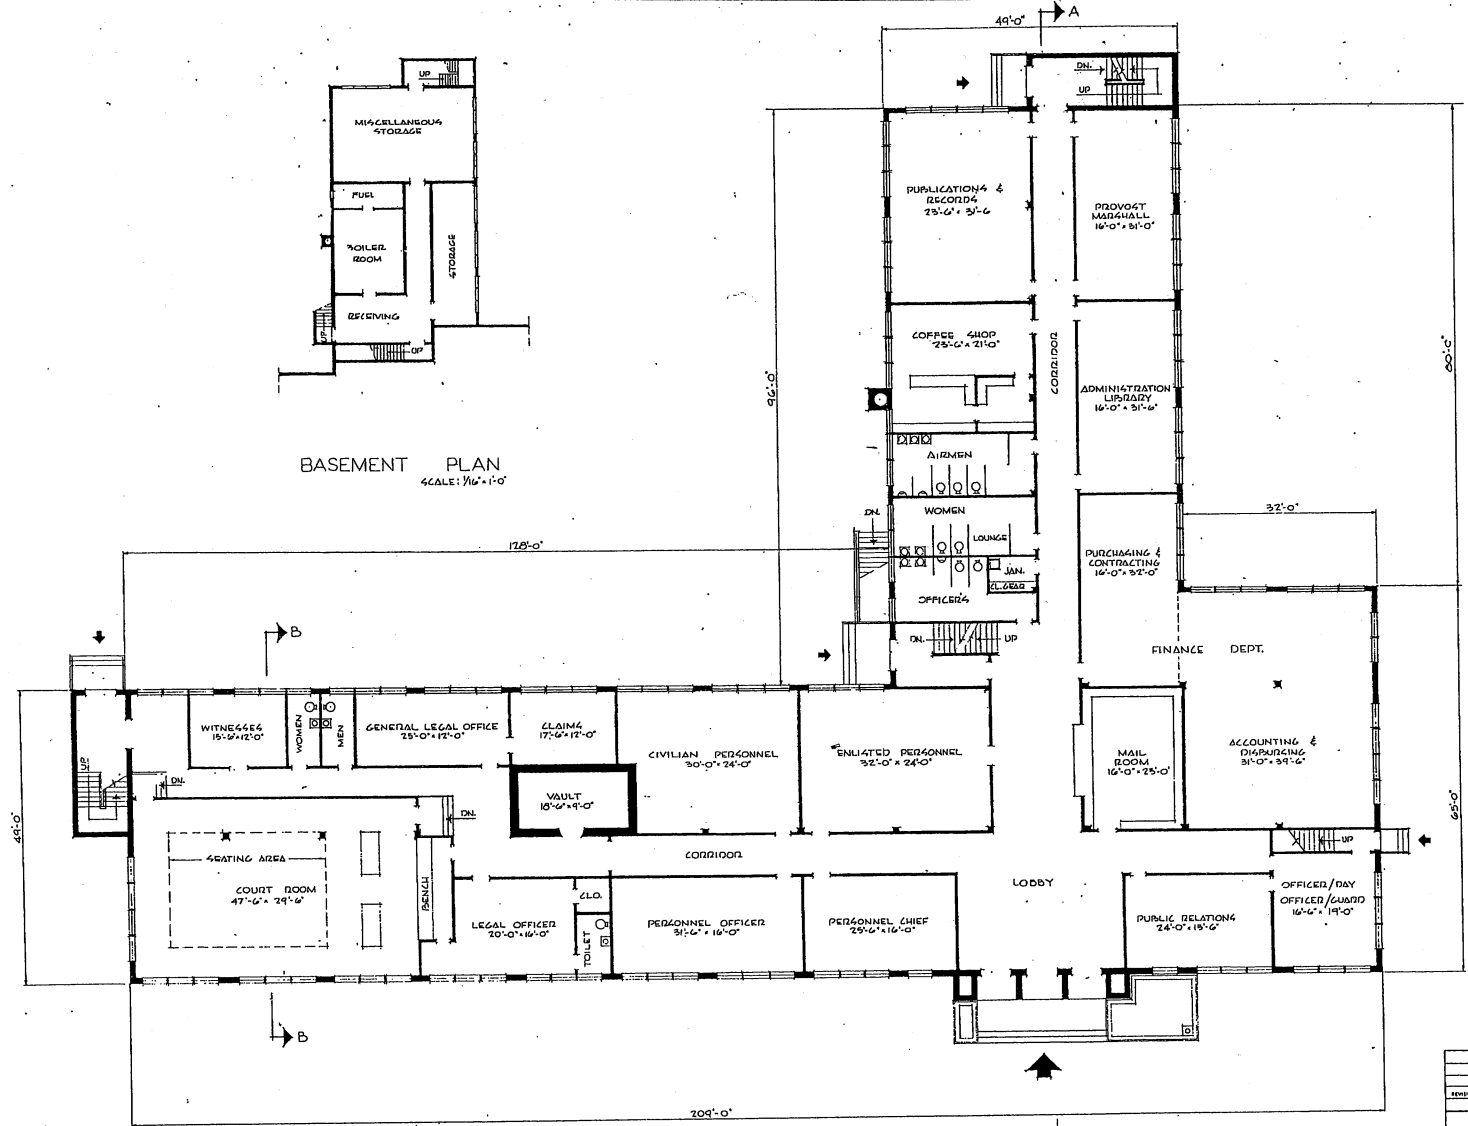 49'-0"
A
UP
MISCELLANEOUS
STORAGE
FUEL
BOILER
ROOM
STORAGE
RECEIVING
UP
UP
BASEMENT PLAN
SCALE: 1/16" = 1'-0"
DN.
UP
PUBLICATIONS &
RECORDS
23'-6" x 31'-6
PROVOST
MARSHALL
16'-0" x 31'-0"
COFFEE SHOP
23'-6" x 21'-0"
CORRIDOR
ADMINISTRATION
LIBRARY
16'-0" x 31'-6"
96'-0"
80'-0"
AIRMEN
WOMEN
LOUNGE
DN.
JAN.
CL. GEAR
OFFICER'S
DN.
UP
PURCHASING &
CONTRACTING
16'-0" x 32'-0"
32'-0"
FINANCE DEPT.
128'-0"
B
WITNESSES
15'-6" x 12'-0"
WOMEN
MEN
GENERAL LEGAL OFFICE
25'-0" x 12'-0"
CLAIMS
17'-6" x 12'-0"
CIVILIAN PERSONNEL
30'-0" x 24'-0"
ENLISTED PERSONNEL
32'-0" x 24'-0"
MAIL
ROOM
16'-0" x 23'-0"
ACCOUNTING &
DISBURSING
31'-0" x 39'-6"
UP
DN.
VAULT
18'-6" x 9'-0"
DN.
49'-0"
65'-0"
SEATING AREA
COURT ROOM
47'-6" x 29'-6"
BENCH
CORRIDOR
LOBBY
UP
LEGAL OFFICER
20'-0" x 16'-0"
CLO.
TOILET
PERSONNEL OFFICER
31'-6" x 16'-0"
PERSONNEL CHIEF
25'-6" x 16'-0"
PUBLIC RELATIONS
24'-0" x 15'-6"
OFFICER/DAY
OFFICER/GUARD
16'-6" x 19'-0"
B
209'-0"